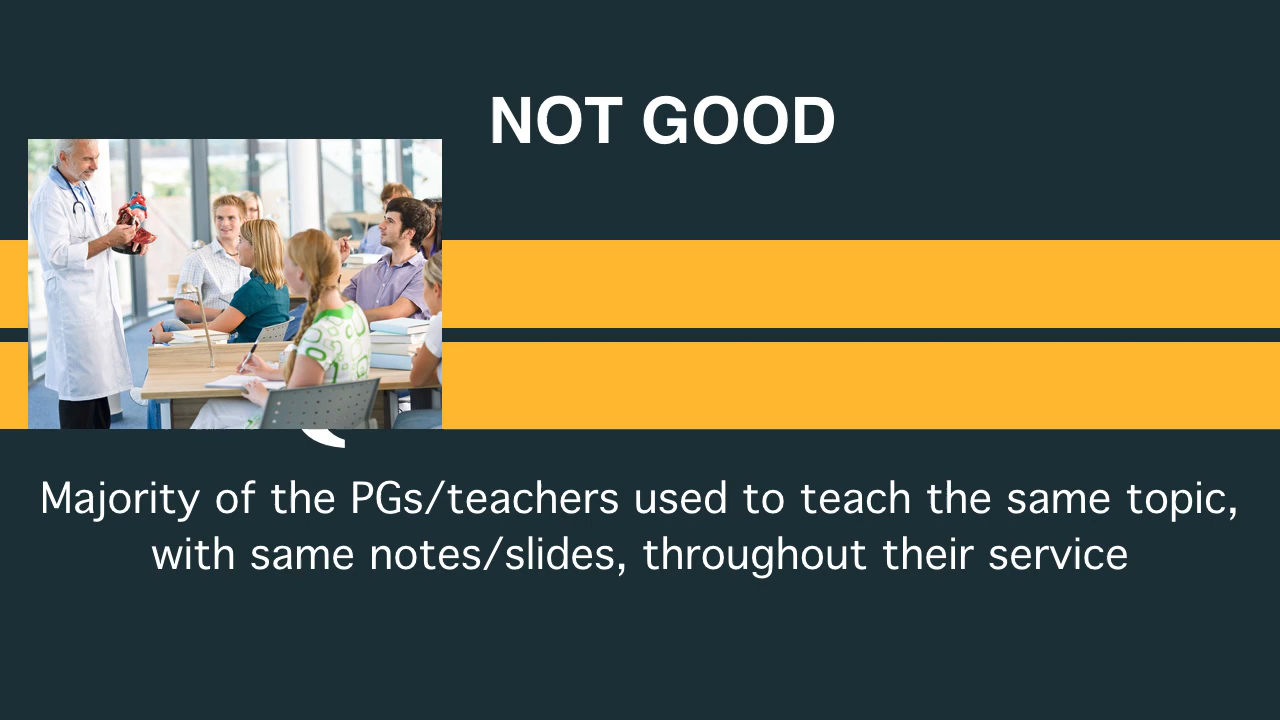 NOT GOOD
Majority of the PGs/teachers used to teach the same topic,
with same notes/slides, throughout their service